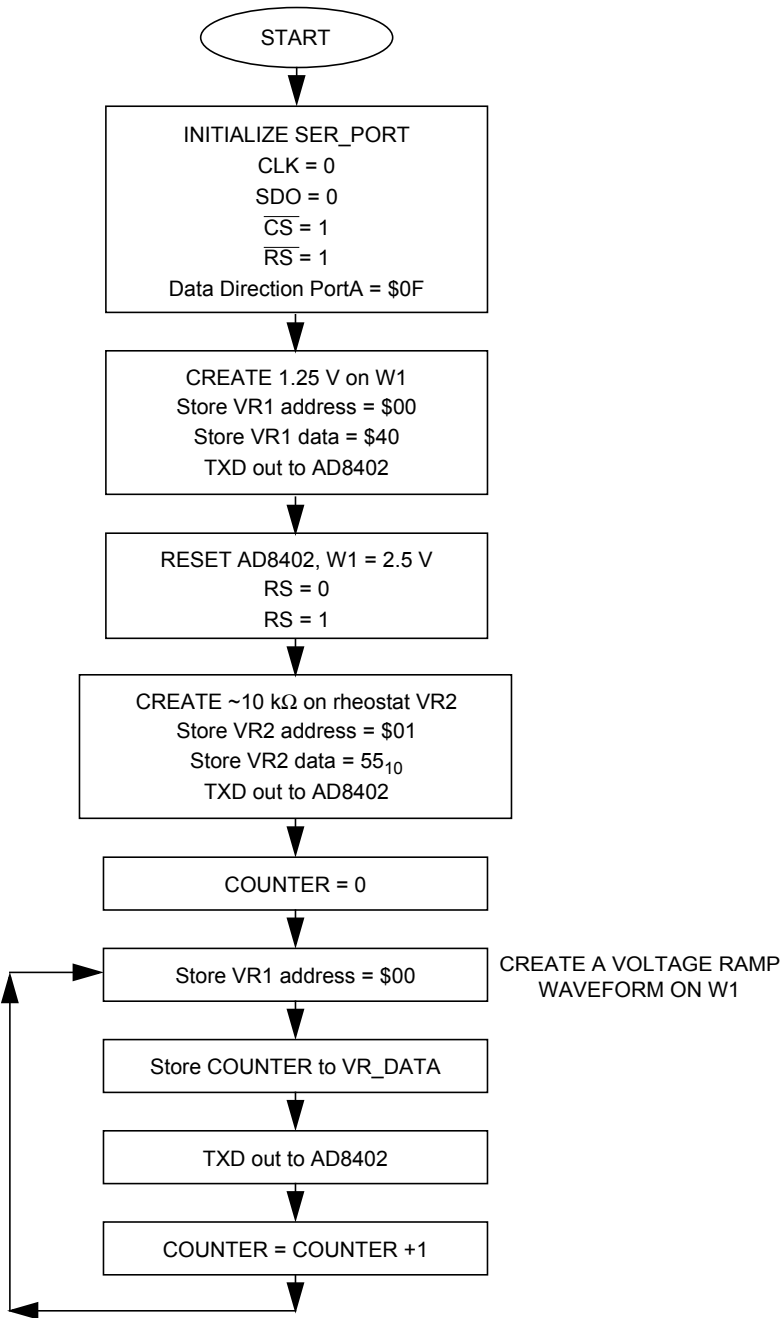 START
INITIALIZE SER_PORT
CLK = 0
SDO = 0
C̅S̅ = 1
R̅S̅ = 1
Data Direction PortA = $0F
CREATE 1.25 V on W1
Store VR1 address = $00
Store VR1 data = $40
TXD out to AD8402
RESET AD8402, W1 = 2.5 V
RS = 0
RS = 1
CREATE ~10 kΩ on rheostat VR2
Store VR2 address = $01
Store VR2 data = 55₁₀
TXD out to AD8402
COUNTER = 0
Store VR1 address = $00
CREATE A VOLTAGE RAMP
WAVEFORM ON W1
Store COUNTER to VR_DATA
TXD out to AD8402
COUNTER = COUNTER +1